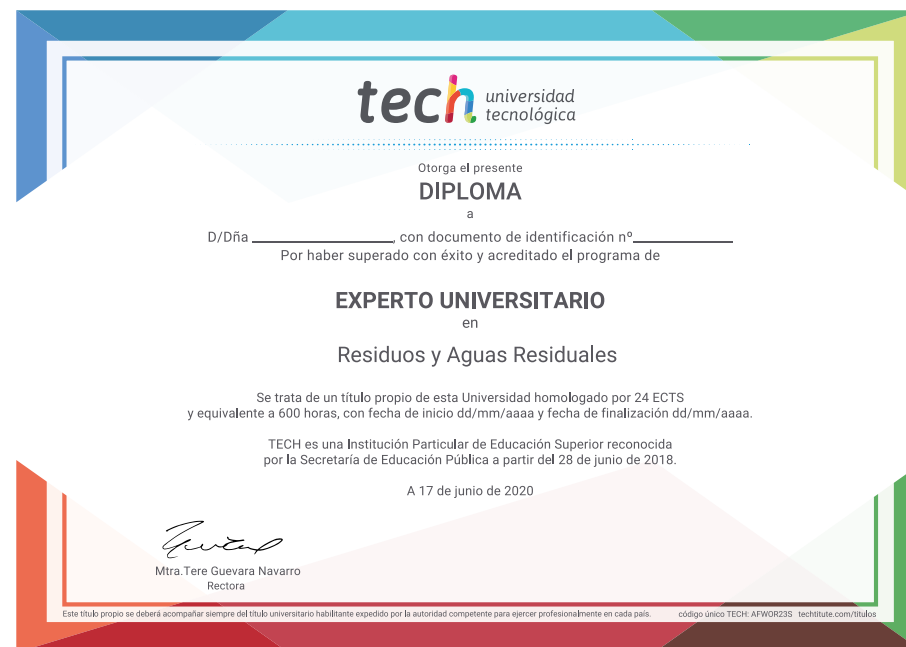 tech universidad
tecnológica
Otorga el presente
DIPLOMA
a
D/Dña ____________________, con documento de identificación nº______________
Por haber superado con éxito y acreditado el programa de
EXPERTO UNIVERSITARIO
en
Residuos y Aguas Residuales
Se trata de un título propio de esta Universidad homologado por 24 ECTS
y equivalente a 600 horas, con fecha de inicio dd/mm/aaaa y fecha de finalización dd/mm/aaaa.
TECH es una Institución Particular de Educación Superior reconocida
por la Secretaría de Educación Pública a partir del 28 de junio de 2018.
A 17 de junio de 2020
Mtra.Tere Guevara Navarro
Rectora
Este título propio se deberá acompañar siempre del título universitario habilitante expedido por la autoridad competente para ejercer profesionalmente en cada país. código único TECH: AFWOR23S techtitute.com/titulos